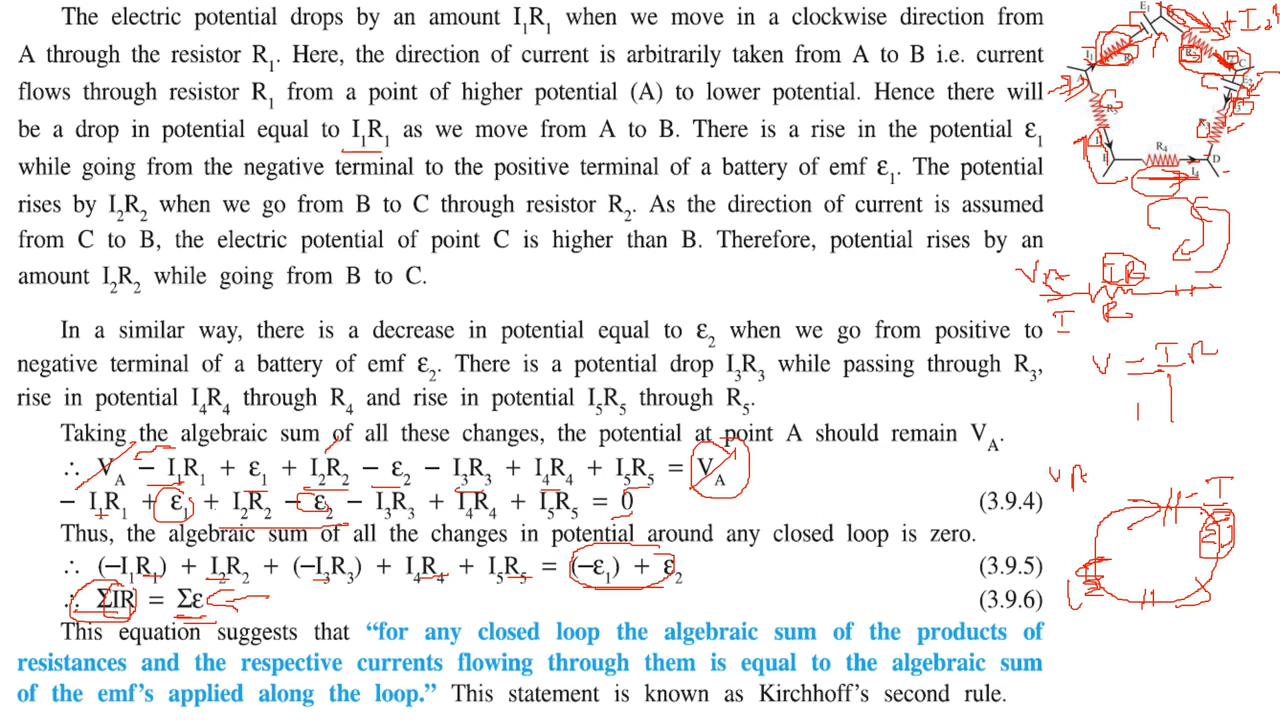 The electric potential drops by an amount I₁R₁ when we move in a clockwise direction from
A through the resistor R₁. Here, the direction of current is arbitrarily taken from A to B i.e. current
flows through resistor R₁ from a point of higher potential (A) to lower potential. Hence there will
be a drop in potential equal to I₁R₁ as we move from A to B. There is a rise in the potential ε₁
while going from the negative terminal to the positive terminal of a battery of emf ε₁. The potential
rises by I₂R₂ when we go from B to C through resistor R₂. As the direction of current is assumed
from C to B, the electric potential of point C is higher than B. Therefore, potential rises by an
amount I₂R₂ while going from B to C.
In a similar way, there is a decrease in potential equal to ε₂ when we go from positive to
negative terminal of a battery of emf ε₂. There is a potential drop I₃R₃ while passing through R₃,
rise in potential I₄R₄ through R₄ and rise in potential I₅R₅ through R₅.
Taking the algebraic sum of all these changes, the potential at point A should remain V_A.
∴ V_A − I₁R₁ + ε₁ + I₂R₂ − ε₂ − I₃R₃ + I₄R₄ + I₅R₅ = V_A
− I₁R₁ + ε₁ + I₂R₂ − ε₂ − I₃R₃ + I₄R₄ + I₅R₅ = 0 (3.9.4)
Thus, the algebraic sum of all the changes in potential around any closed loop is zero.
∴ (−I₁R₁) + I₂R₂ + (−I₃R₃) + I₄R₄ + I₅R₅ = (−ε₁) + ε₂ (3.9.5)
∴ ΣIR = Σε (3.9.6)
This equation suggests that “for any closed loop the algebraic sum of the products of
resistances and the respective currents flowing through them is equal to the algebraic sum
of the emf’s applied along the loop.” This statement is known as Kirchhoff’s second rule.
E₁
C
E₂
R₄
D
I₄
VA
IR
I
R
V = IR
VA
I